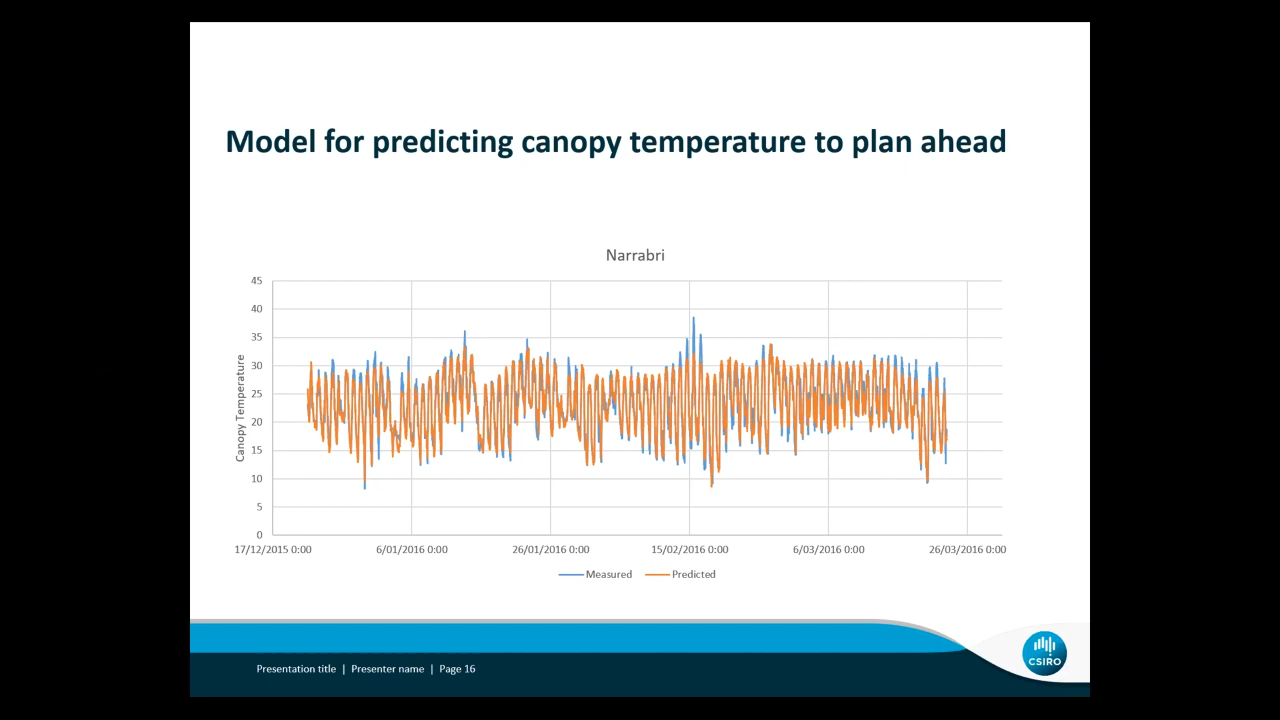 Model for predicting canopy temperature to plan ahead
Narrabri
45
40
35
30
25
20
15
10
5
0
Canopy Temperature
17/12/2015 0:00 6/01/2016 0:00 26/01/2016 0:00 15/02/2016 0:00 6/03/2016 0:00 26/03/2016 0:00
Measured Predicted
Presentation title | Presenter name | Page 16
CSIRO